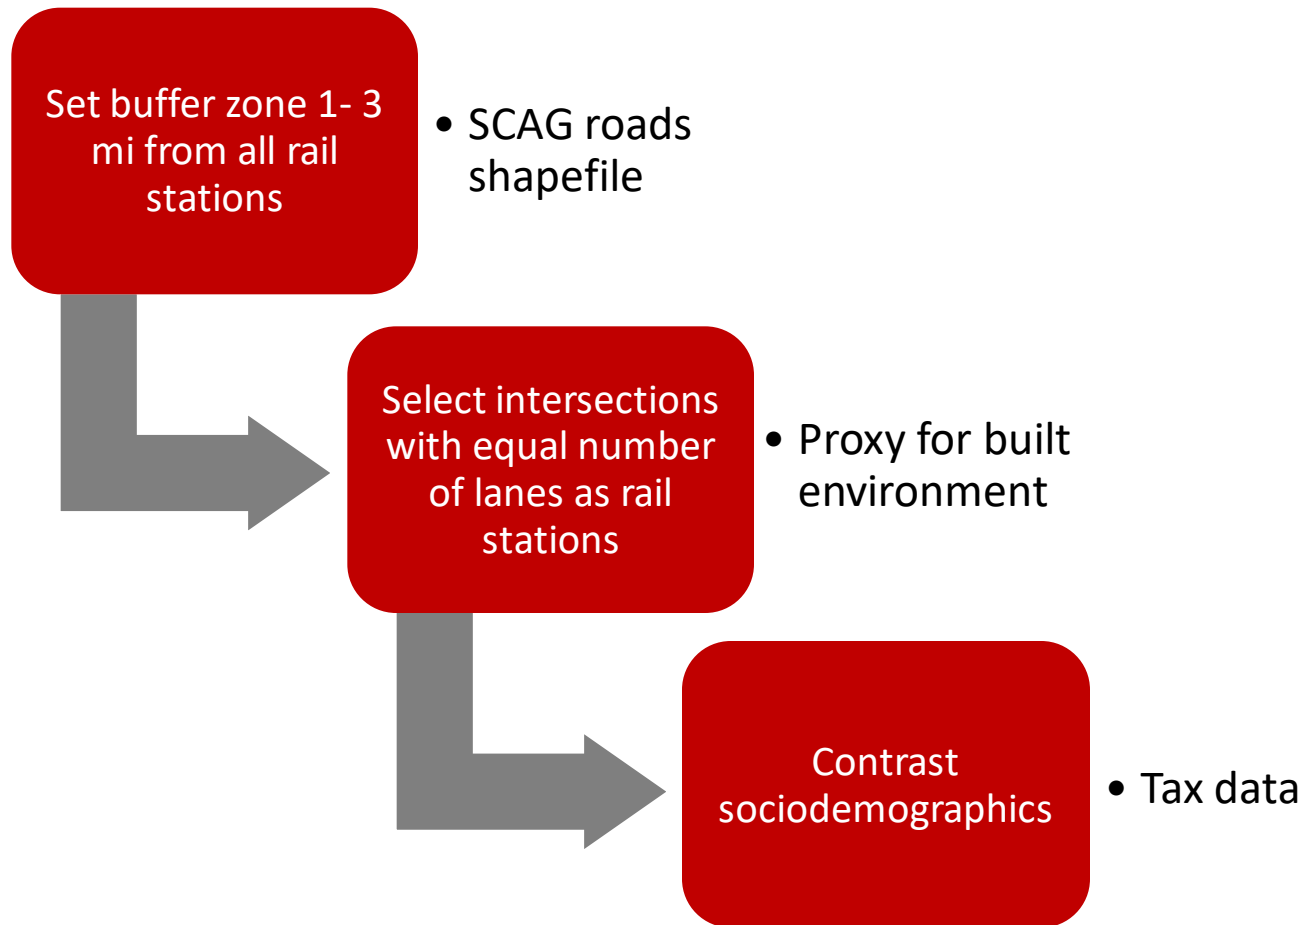 Set buffer zone 1- 3
mi from all rail
stations
• SCAG roads
shapefile
Select intersections
with equal number
of lanes as rail
stations
• Proxy for built
environment
Contrast
sociodemographics
• Tax data